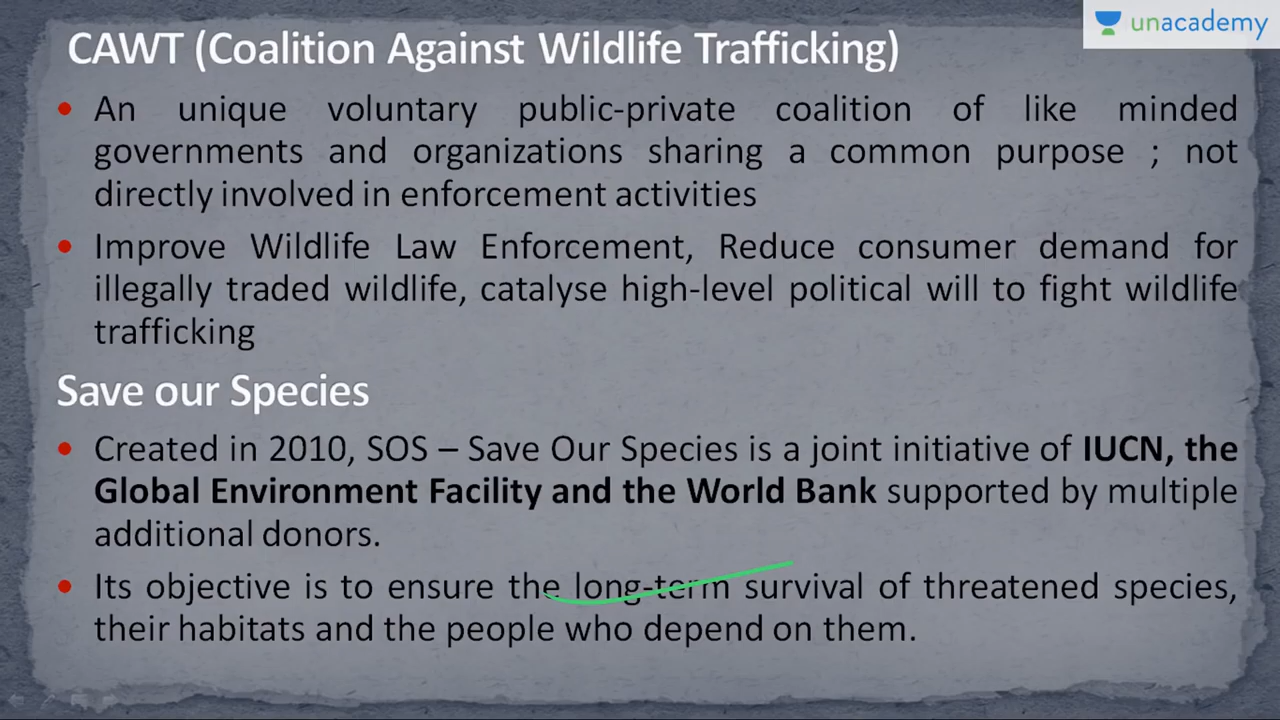 unacademy
CAWT (Coalition Against Wildlife Trafficking)
• An unique voluntary public-private coalition of like minded
governments and organizations sharing a common purpose ; not
directly involved in enforcement activities
• Improve Wildlife Law Enforcement, Reduce consumer demand for
illegally traded wildlife, catalyse high-level political will to fight wildlife
trafficking
Save our Species
• Created in 2010, SOS – Save Our Species is a joint initiative of IUCN, the
Global Environment Facility and the World Bank supported by multiple
additional donors.
• Its objective is to ensure the long-term survival of threatened species,
their habitats and the people who depend on them.